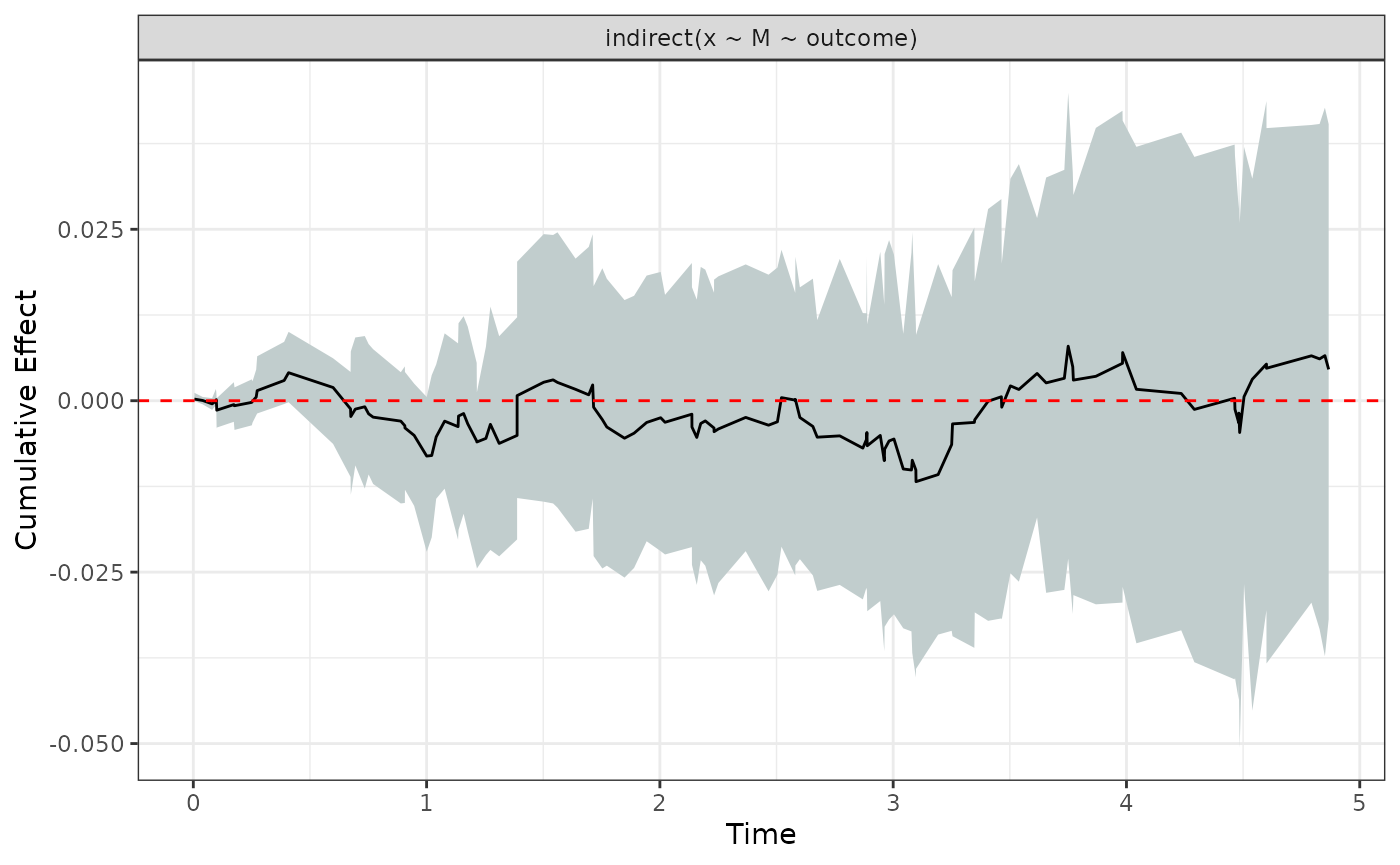 indirect(x ~ M ~ outcome)
Cumulative Effect
0.025
0.000
-0.025
-0.050
0 1 2 3 4 5
Time